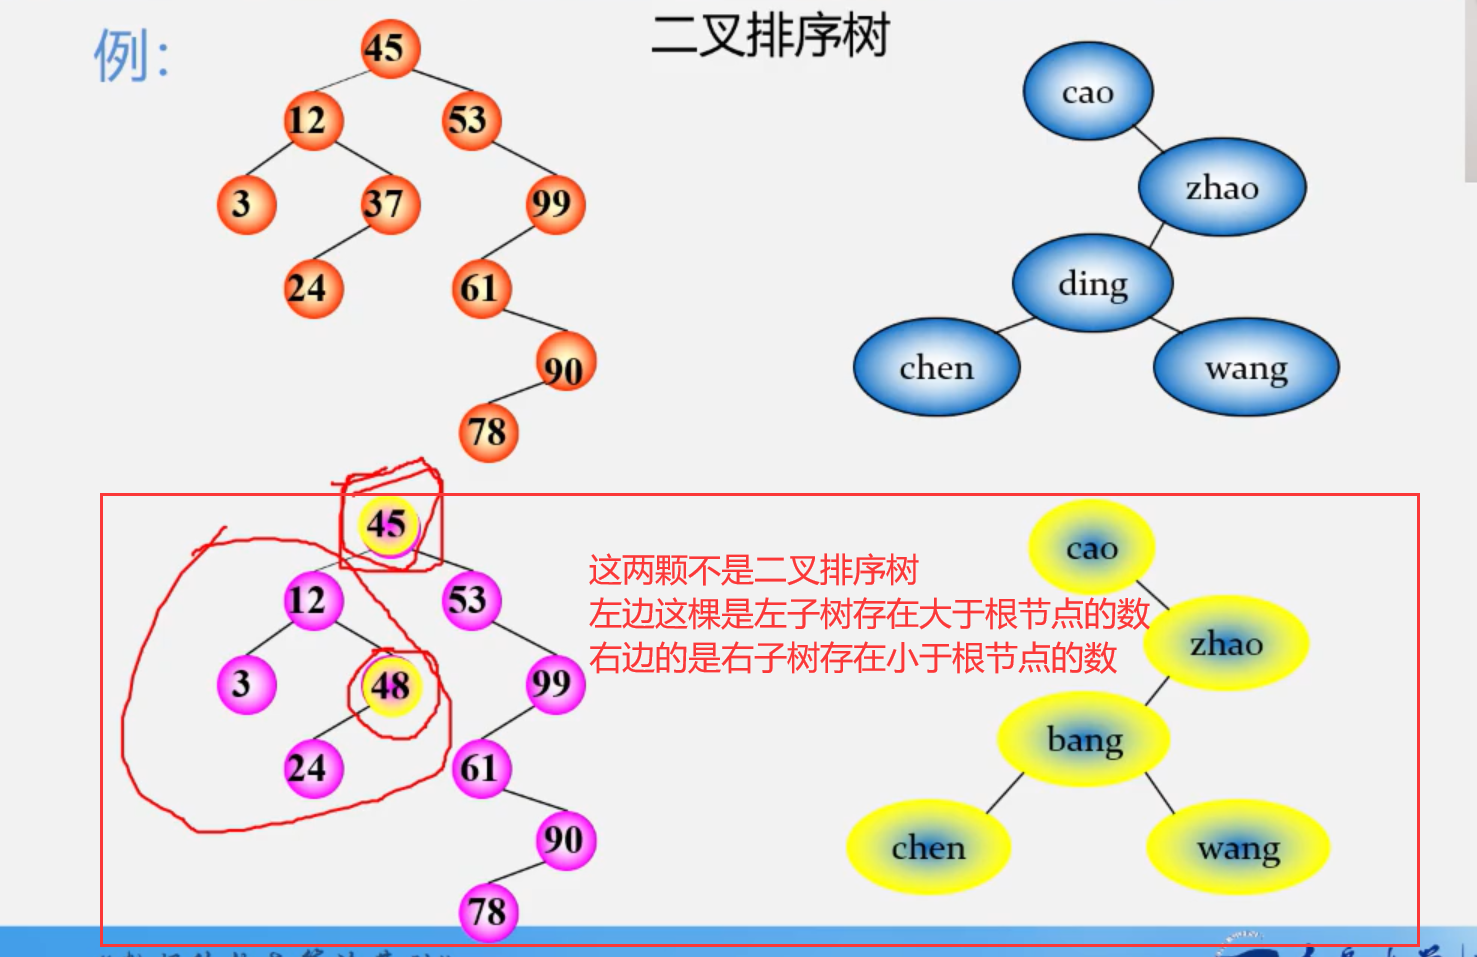 例：
二叉排序树
45
12
53
3
37
99
24
61
90
78
cao
zhao
ding
chen
wang
45
12
53
3
48
99
24
61
90
78
这两颗不是二叉排序树
左边这棵是左子树存在大于根节点的数
右边的是右子树存在小于根节点的数
cao
zhao
bang
chen
wang